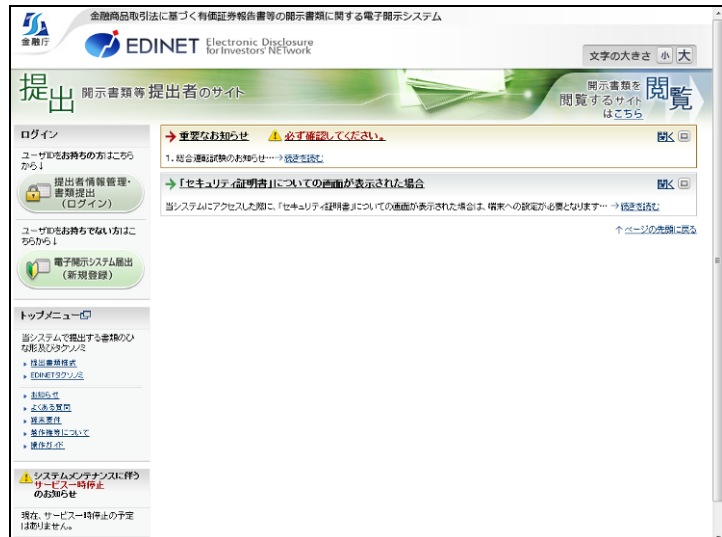 金融商品取引法に基づく有価証券報告書等の開示書類に関する電子開示システム
金融庁
EDINET Electronic Disclosure for Investors' NETwork
文字の大きさ 小 大
提出 開示書類等提出者のサイト
開示書類を
閲覧するサイト
はこちら
閲覧
ログイン
ユーザIDをお持ちの方はこちら
から↓
提出者情報管理・
書類提出
(ログイン)
ユーザIDをお持ちでない方はこ
ちらから↓
電子開示システム届出
(新規登録)
トップメニュー
当システムで提出する書類のひ
な形及びタクソノミ
提出書類様式
EDINETタクソノミ
お知らせ
よくある質問
端末要件
著作権等について
操作ガイド
システムメンテナンスに伴う
サービス一時停止
のお知らせ
現在、サービス一時停止の予定
はありません。
→ 重要なお知らせ 必ず確認してください。 開く
1. 総合運転試験のお知らせ…→続きを読む
→ 「セキュリティ証明書」についての画面が表示された場合 開く
当システムにアクセスした際に、「セキュリティ証明書」についての画面が表示された場合は、端末への設定が必要となります… →続きを読む
↑ ページの先頭に戻る